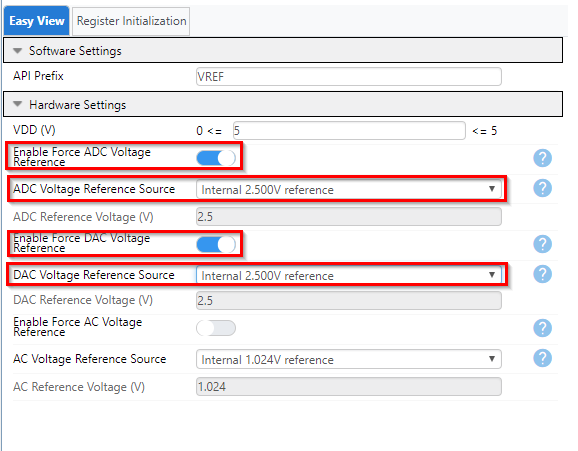 Easy View Register Initialization
Software Settings
API Prefix VREF
Hardware Settings
VDD (V) 0 <= 5 <= 5
Enable Force ADC Voltage
Reference ?
ADC Voltage Reference Source Internal 2.500V reference ?
ADC Reference Voltage (V) 2.5
Enable Force DAC Voltage
Reference ?
DAC Voltage Reference Source Internal 2.500V reference ?
DAC Reference Voltage (V) 2.5
Enable Force AC Voltage
Reference ?
AC Voltage Reference Source Internal 1.024V reference ?
AC Reference Voltage (V) 1.024